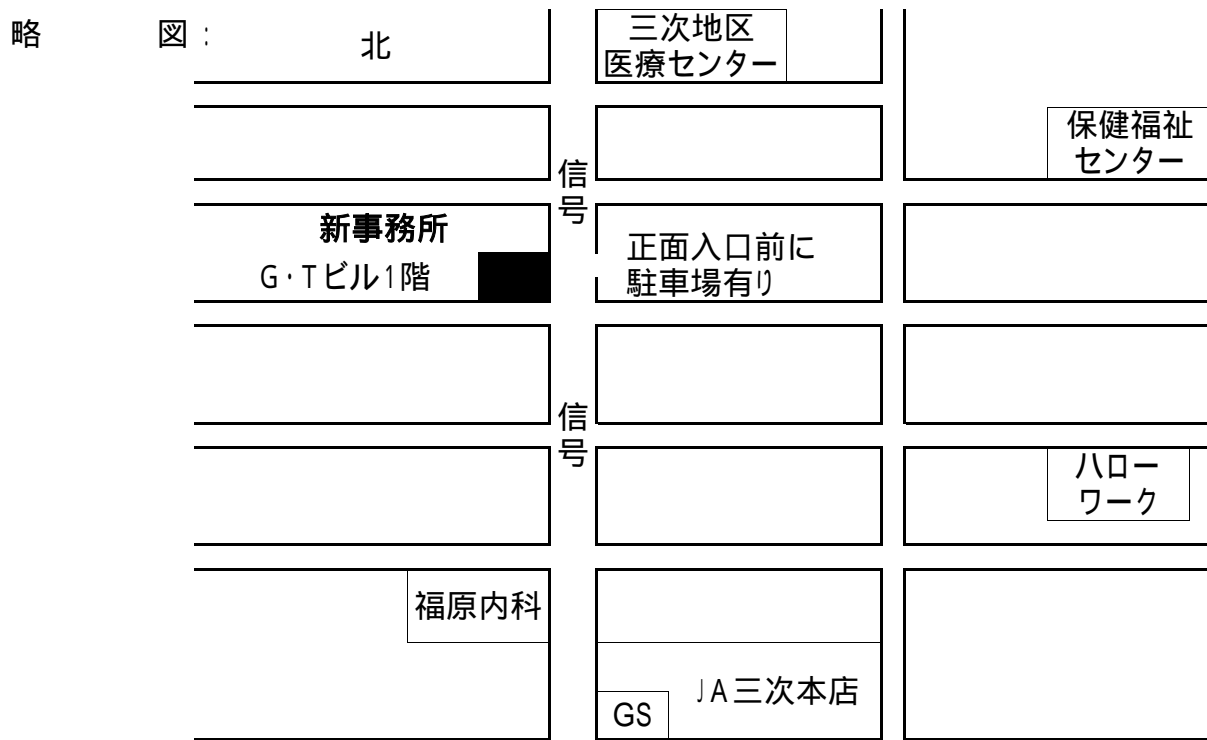 略　図:
北
三次地区
医療センター
保健福祉
センター
信号
新事務所
G・Tビル1階
正面入口前に
駐車場有り
信号
ハロー
ワーク
福原内科
JA三次本店
GS